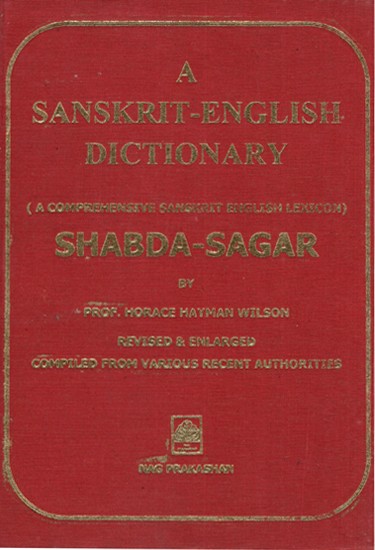 A
SANSKRIT-ENGLISH
DICTIONARY
( A COMPREHENSIVE SANSKRIT ENGLISH LEXICON)
SHABDA-SAGAR
BY
PROF. HORACE HAYMAN WILSON
REVISED & ENLARGED
COMPILED FROM VARIOUS RECENT AUTHORITIES
NAG PRAKASHAN